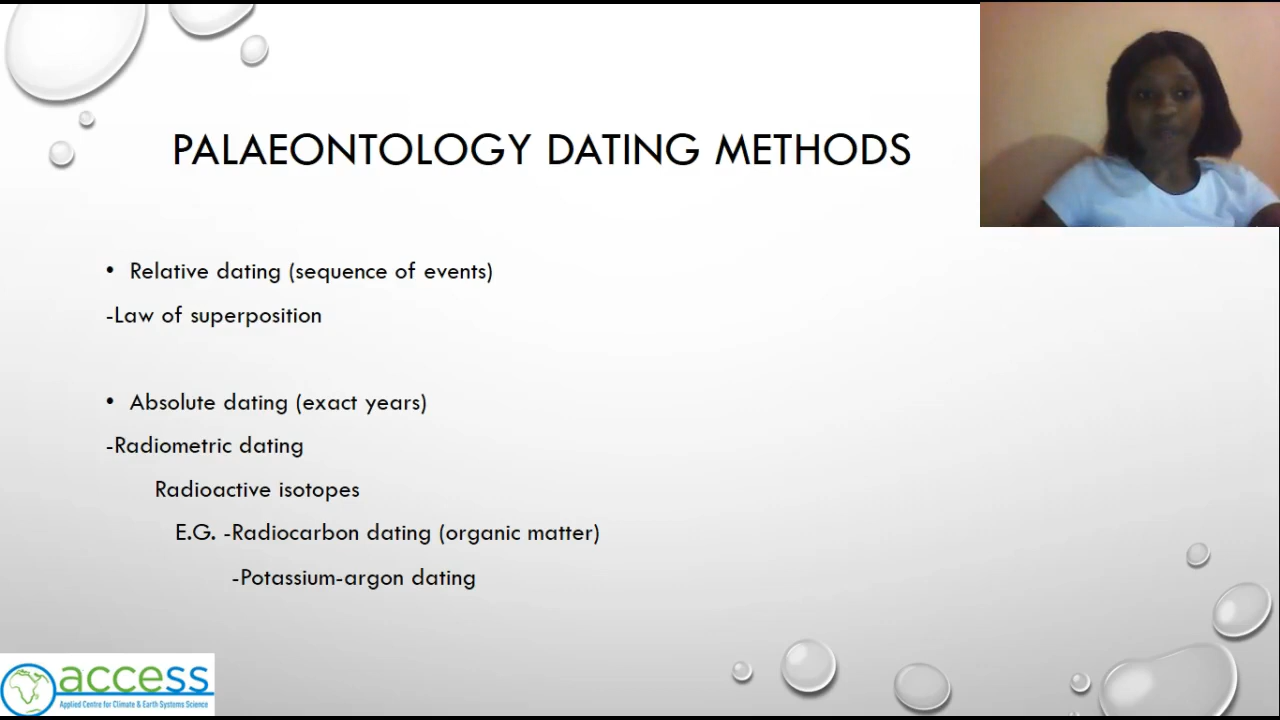 PALAEONTOLOGY DATING METHODS
• Relative dating (sequence of events)
-Law of superposition
• Absolute dating (exact years)
-Radiometric dating
Radioactive isotopes
E.G. -Radiocarbon dating (organic matter)
-Potassium-argon dating
access
Applied Centre for Climate & Earth Systems Science